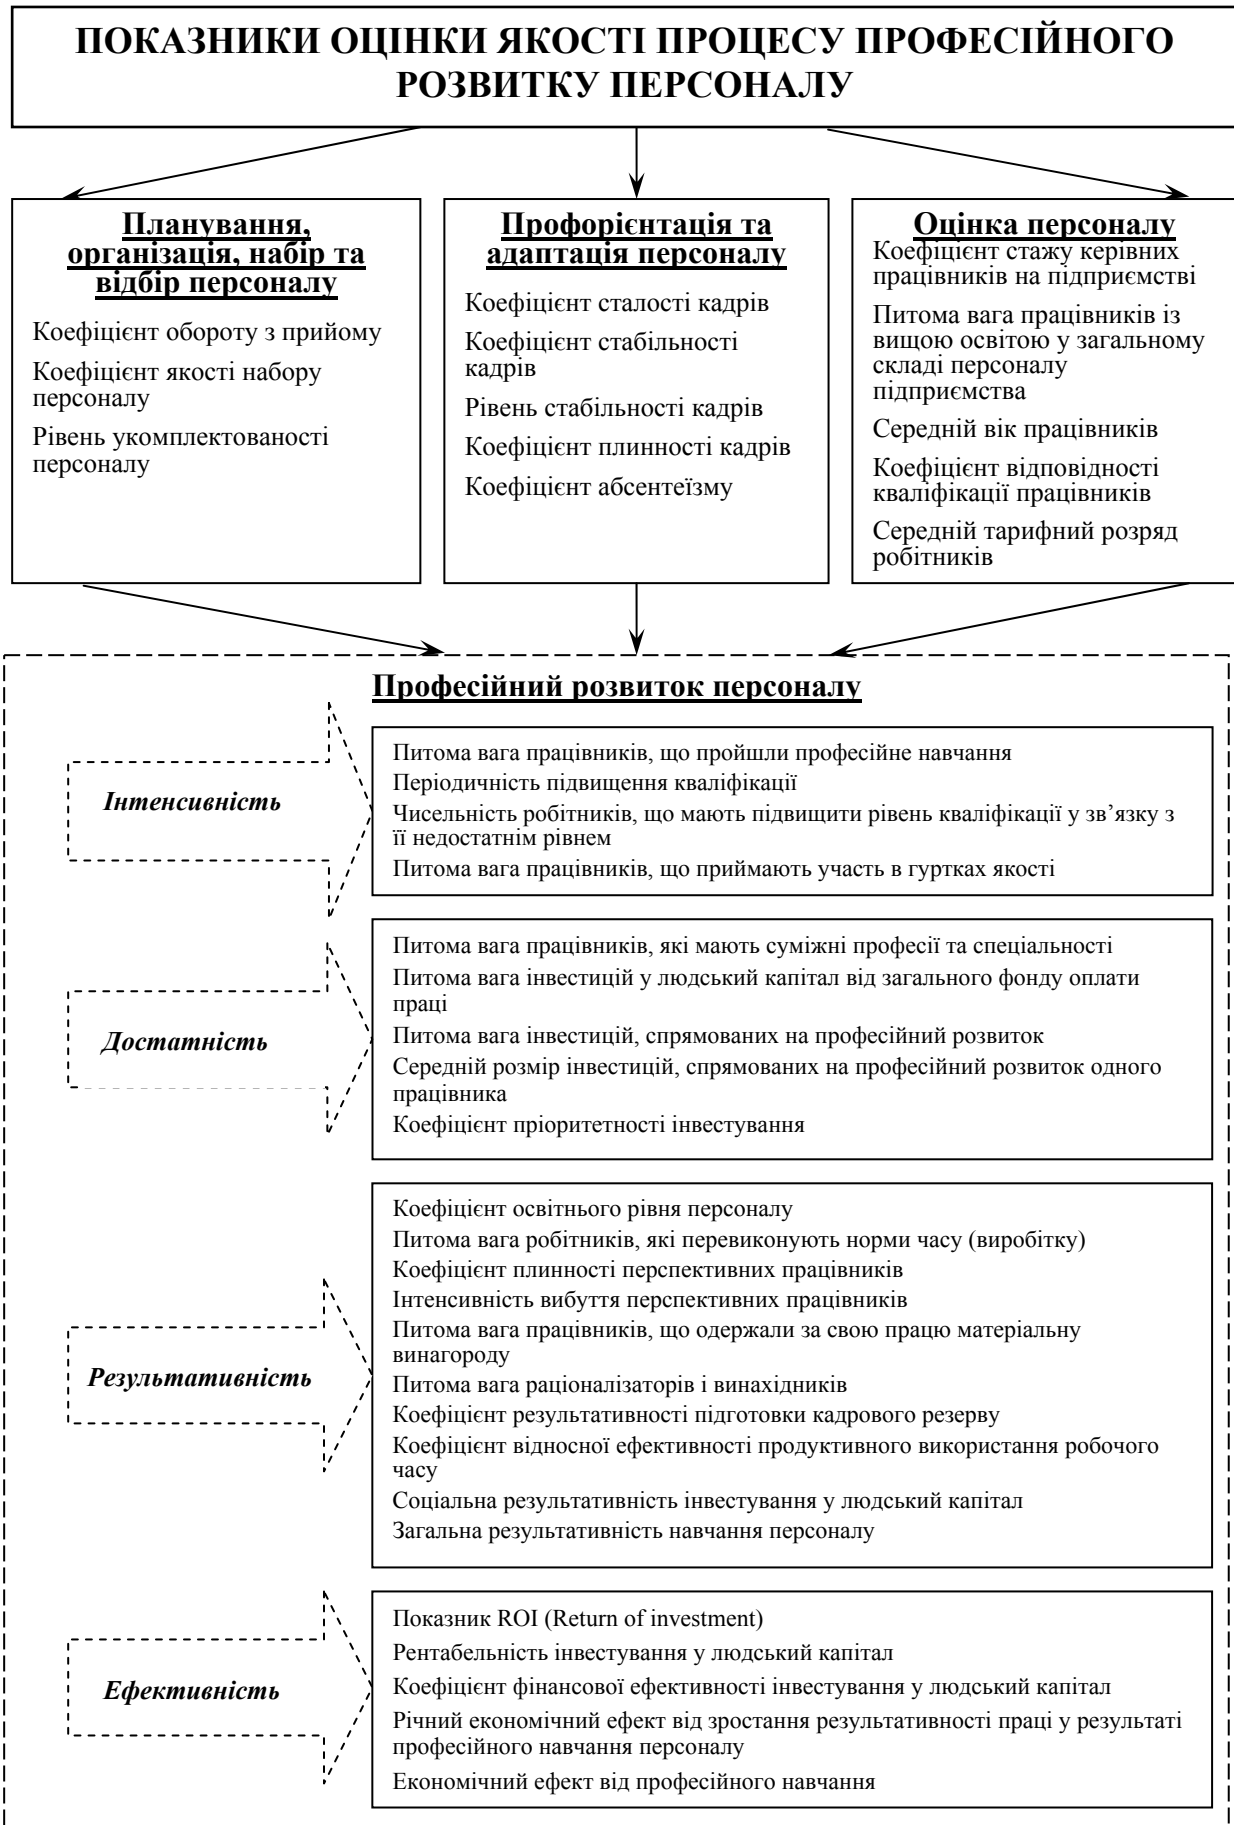 ПОКАЗНИКИ ОЦІНКИ ЯКОСТІ ПРОЦЕСУ ПРОФЕСІЙНОГО
РОЗВИТКУ ПЕРСОНАЛУ
Планування,
організація, набір та
відбір персоналу
Коефіцієнт обороту з прийому
Коефіцієнт якості набору
персоналу
Рівень укомплектованості
персоналу
Профорієнтація та
адаптація персоналу
Коефіцієнт сталості кадрів
Коефіцієнт стабільності
кадрів
Рівень стабільності кадрів
Коефіцієнт плинності кадрів
Коефіцієнт абсентеїзму
Оцінка персоналу
Коефіцієнт стажу керівних
працівників на підприємстві
Питома вага працівників із
вищою освітою у загальному
складі персоналу
підприємства
Середній вік працівників
Коефіцієнт відповідності
кваліфікації працівників
Середній тарифний розряд
робітників
Професійний розвиток персоналу
Інтенсивність
Питома вага працівників, що пройшли професійне навчання
Періодичність підвищення кваліфікації
Чисельність робітників, що мають підвищити рівень кваліфікації у зв’язку з
її недостатнім рівнем
Питома вага працівників, що приймають участь в гуртках якості
Достатність
Питома вага працівників, які мають суміжні професії та спеціальності
Питома вага інвестицій у людський капітал від загального фонду оплати
праці
Питома вага інвестицій, спрямованих на професійний розвиток
Середній розмір інвестицій, спрямованих на професійний розвиток одного
працівника
Коефіцієнт пріоритетності інвестування
Результативність
Коефіцієнт освітнього рівня персоналу
Питома вага робітників, які перевиконують норми часу (виробітку)
Коефіцієнт плинності перспективних працівників
Інтенсивність вибуття перспективних працівників
Питома вага працівників, що одержали за свою працю матеріальну
винагороду
Питома вага раціоналізаторів і винахідників
Коефіцієнт результативності підготовки кадрового резерву
Коефіцієнт відносної ефективності продуктивного використання робочого
часу
Соціальна результативність інвестування у людський капітал
Загальна результативність навчання персоналу
Ефективність
Показник ROI (Return of investment)
Рентабельність інвестування у людський капітал
Коефіцієнт фінансової ефективності інвестування у людський капітал
Річний економічний ефект від зростання результативності праці у результаті
професійного навчання персоналу
Економічний ефект від професійного навчання